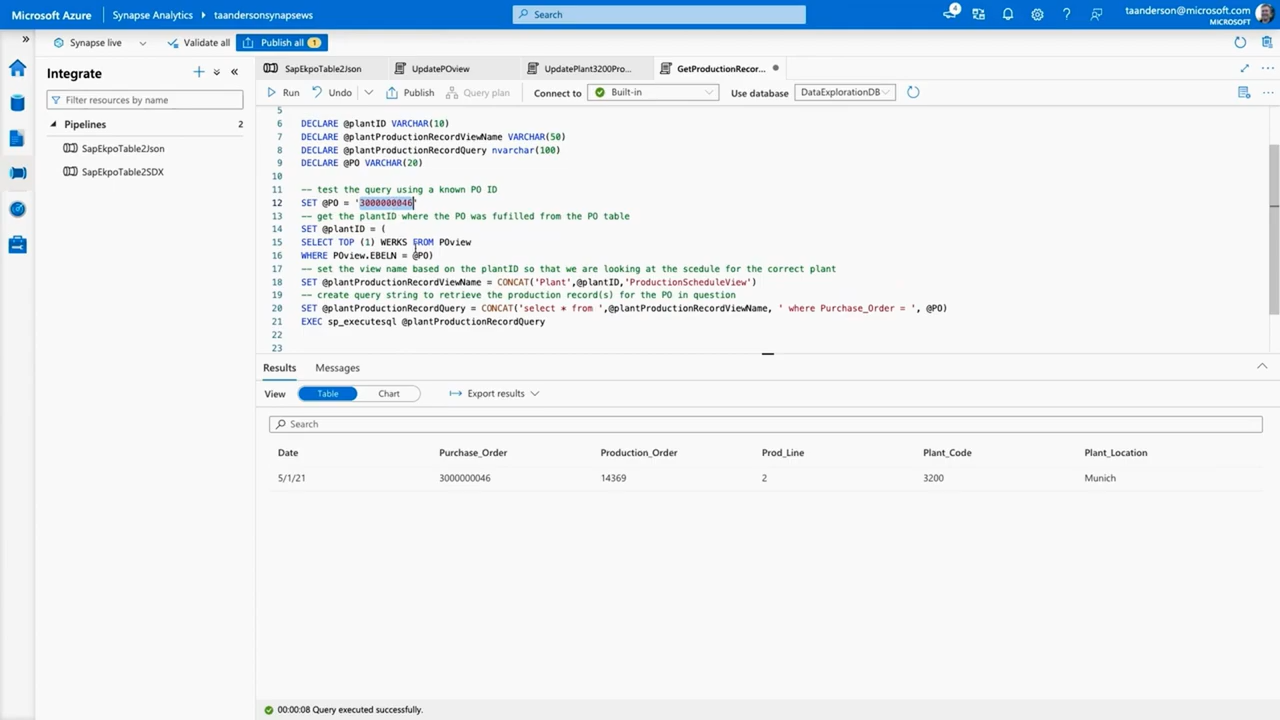 Microsoft Azure Synapse Analytics taandersonsynapsews Search 4 taanderson@microsoft.com
MICROSOFT
Synapse live Validate all Publish all 1
Integrate
Filter resources by name
Pipelines 2
SapEkpoTable2Json
SapEkpoTable2SDX
SapEkpoTable2Json UpdatePOview UpdatePlant3200Pro... GetProductionRecor...
Run Undo Publish Query plan Connect to Built-in Use database DataExplorationDB
5
6 DECLARE @plantID VARCHAR(10)
7 DECLARE @plantProductionRecordViewName VARCHAR(50)
8 DECLARE @plantProductionRecordQuery nvarchar(100)
9 DECLARE @PO VARCHAR(20)
10
11 -- test the query using a known PO ID
12 SET @PO = '3000000046'
13 -- get the plantID where the PO was fufilled from the PO table
14 SET @plantID = (
15 SELECT TOP (1) WERKS FROM POview
16 WHERE POview.EBELN = @PO)
17 -- set the view name based on the plantID so that we are looking at the scedule for the correct plant
18 SET @plantProductionRecordViewName = CONCAT('Plant',@plantID,'ProductionScheduleView')
19 -- create query string to retrieve the production record(s) for the PO in question
20 SET @plantProductionRecordQuery = CONCAT('select * from ',@plantProductionRecordViewName, ' where Purchase_Order = ', @PO)
21 EXEC sp_executesql @plantProductionRecordQuery
22
23
Results Messages
View Table Chart Export results
Search
Date Purchase_Order Production_Order Prod_Line Plant_Code Plant_Location
5/1/21 3000000046 14369 2 3200 Munich
00:00:08 Query executed successfully.